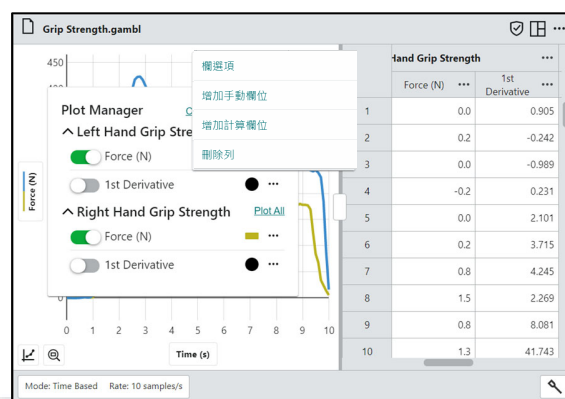 Grip Strength.gambl
450
欄選項
增加手動欄位
增加計算欄位
刪除列
Plot Manager
Left Hand Grip Stre
Force (N)
1st Derivative
Right Hand Grip Strength
Plot All
Force (N)
1st Derivative
Force (N)
0
0 1 2 3 4 5 6 7 8 9 10
Time (s)
Hand Grip Strength
Force (N)
1st
Derivative
1 0.0 0.905
2 0.2 -0.242
3 0.0 -0.989
4 -0.2 0.231
5 0.0 2.101
6 0.2 3.715
7 0.8 4.245
8 1.5 2.269
9 0.8 8.081
10 1.3 41.743
Mode: Time Based Rate: 10 samples/s